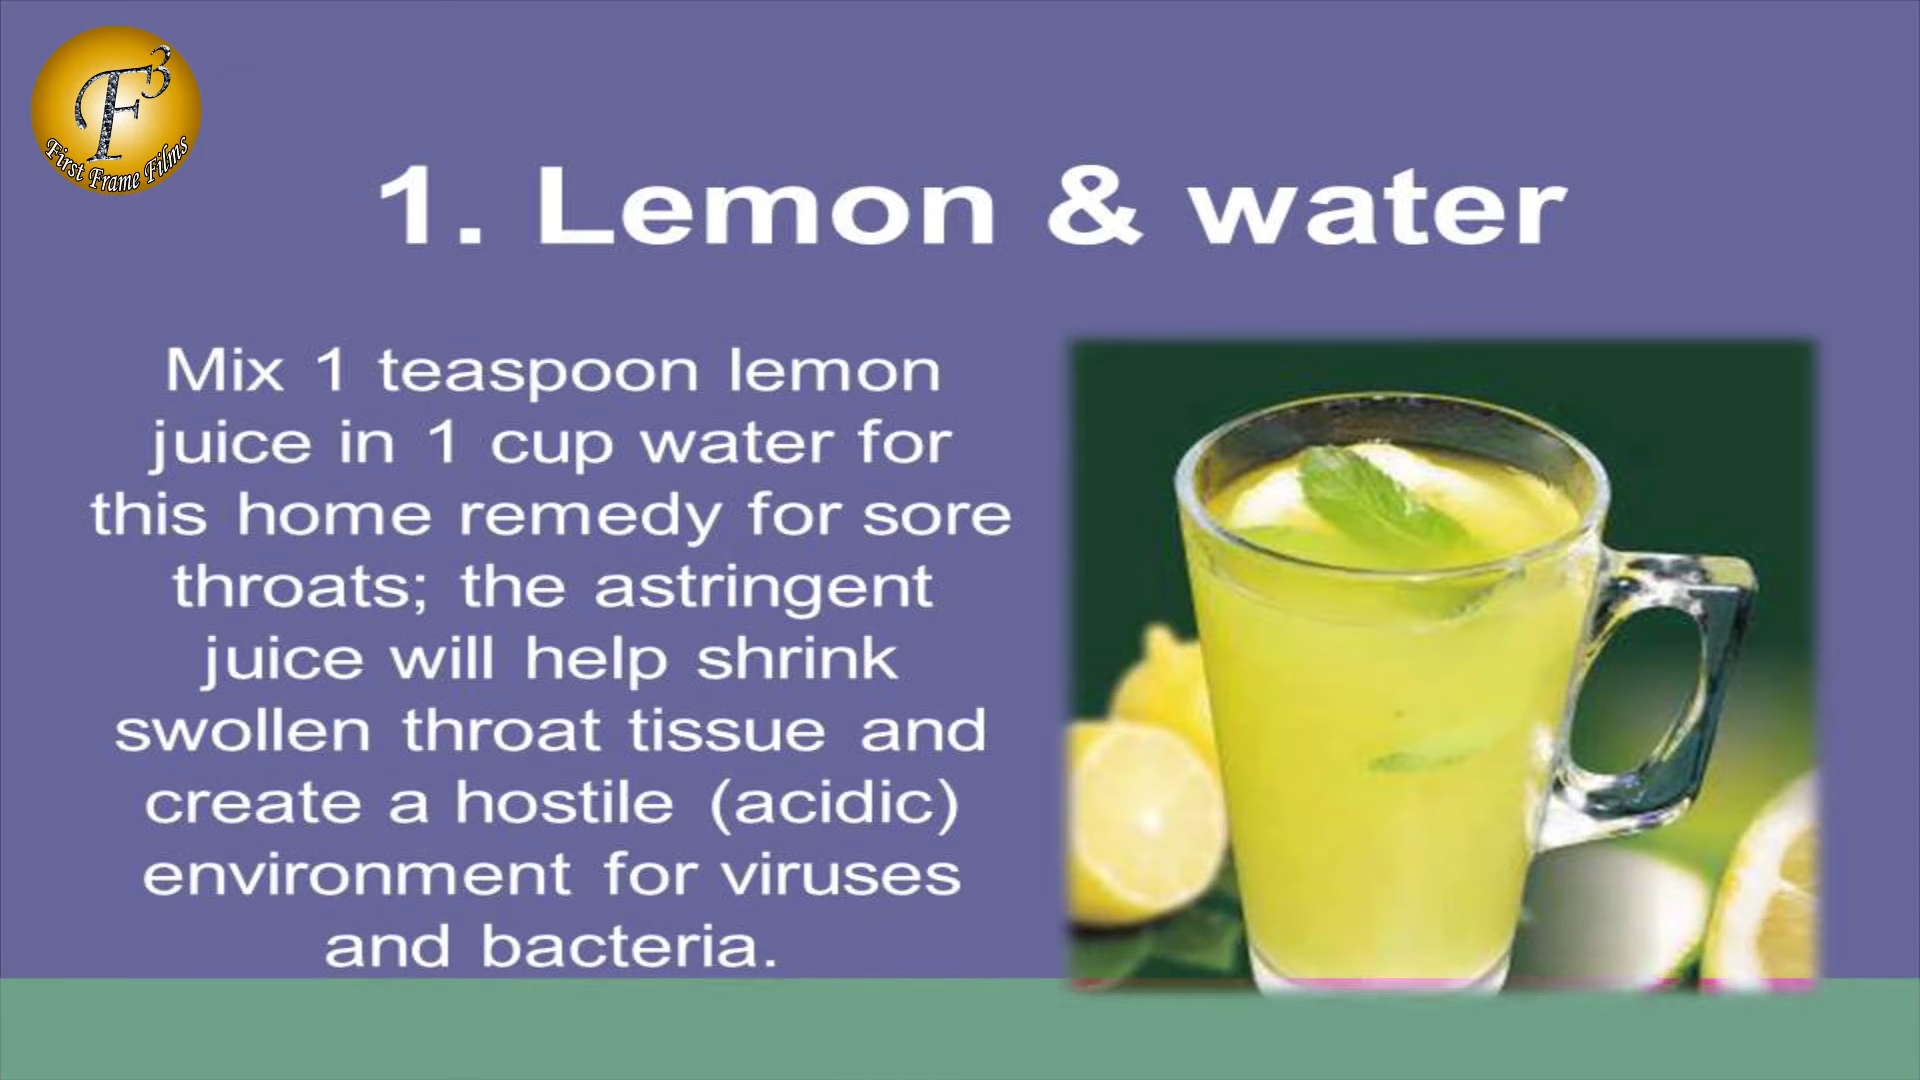 F3
First Frame Films
1. Lemon & water
Mix 1 teaspoon lemon
juice in 1 cup water for
this home remedy for sore
throats; the astringent
juice will help shrink
swollen throat tissue and
create a hostile (acidic)
environment for viruses
and bacteria.